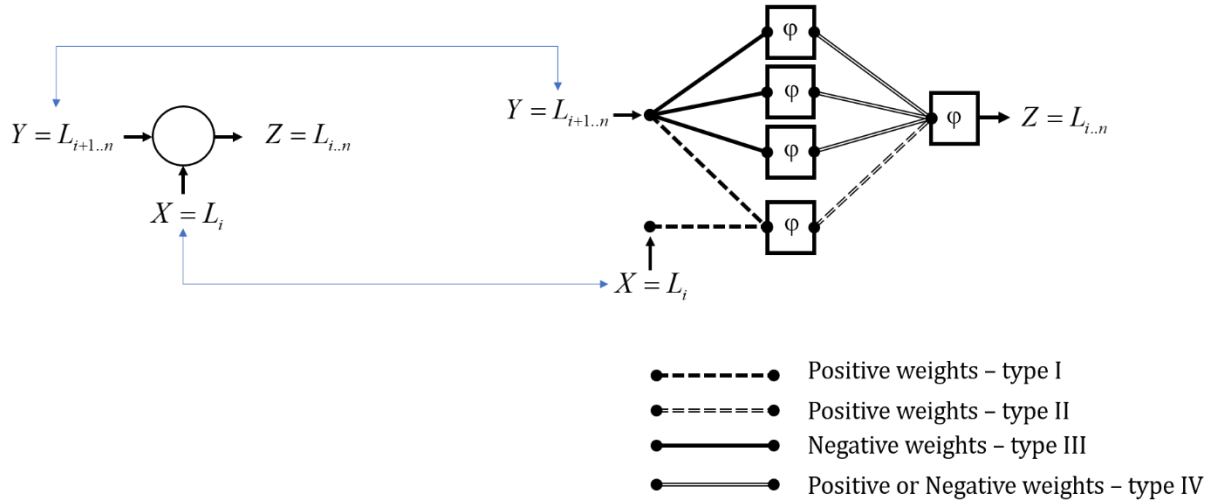 φ
φ
φ
φ
φ
Y = L_{i+1..n}
Z = L_{i..n}
X = L_i
Y = L_{i+1..n}
Z = L_{i..n}
X = L_i
Positive weights – type I
Positive weights – type II
Negative weights – type III
Positive or Negative weights – type IV